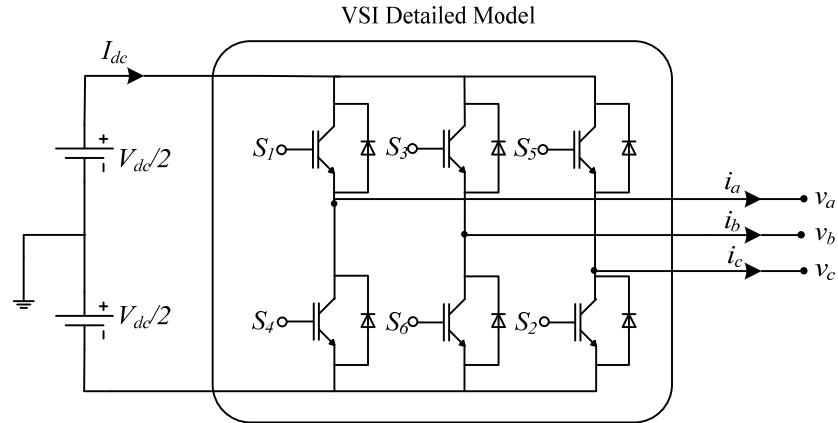 VSI Detailed Model
I_dc
+
V_dc/2
-
+
V_dc/2
-
S_1
S_3
S_5
S_4
S_6
S_2
i_a
v_a
i_b
v_b
i_c
v_c